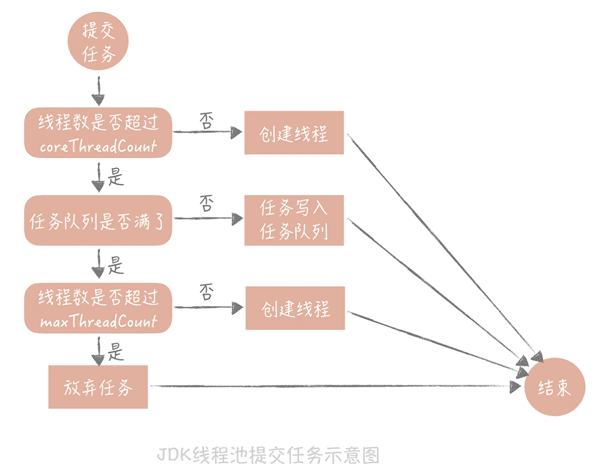 提交
任务
线程数是否超过
coreThreadCount
否
创建线程
是
任务队列是否满了
否
任务写入
任务队列
是
线程数是否超过
maxThreadCount
否
创建线程
是
放弃任务
结束
JDK线程池提交任务示意图